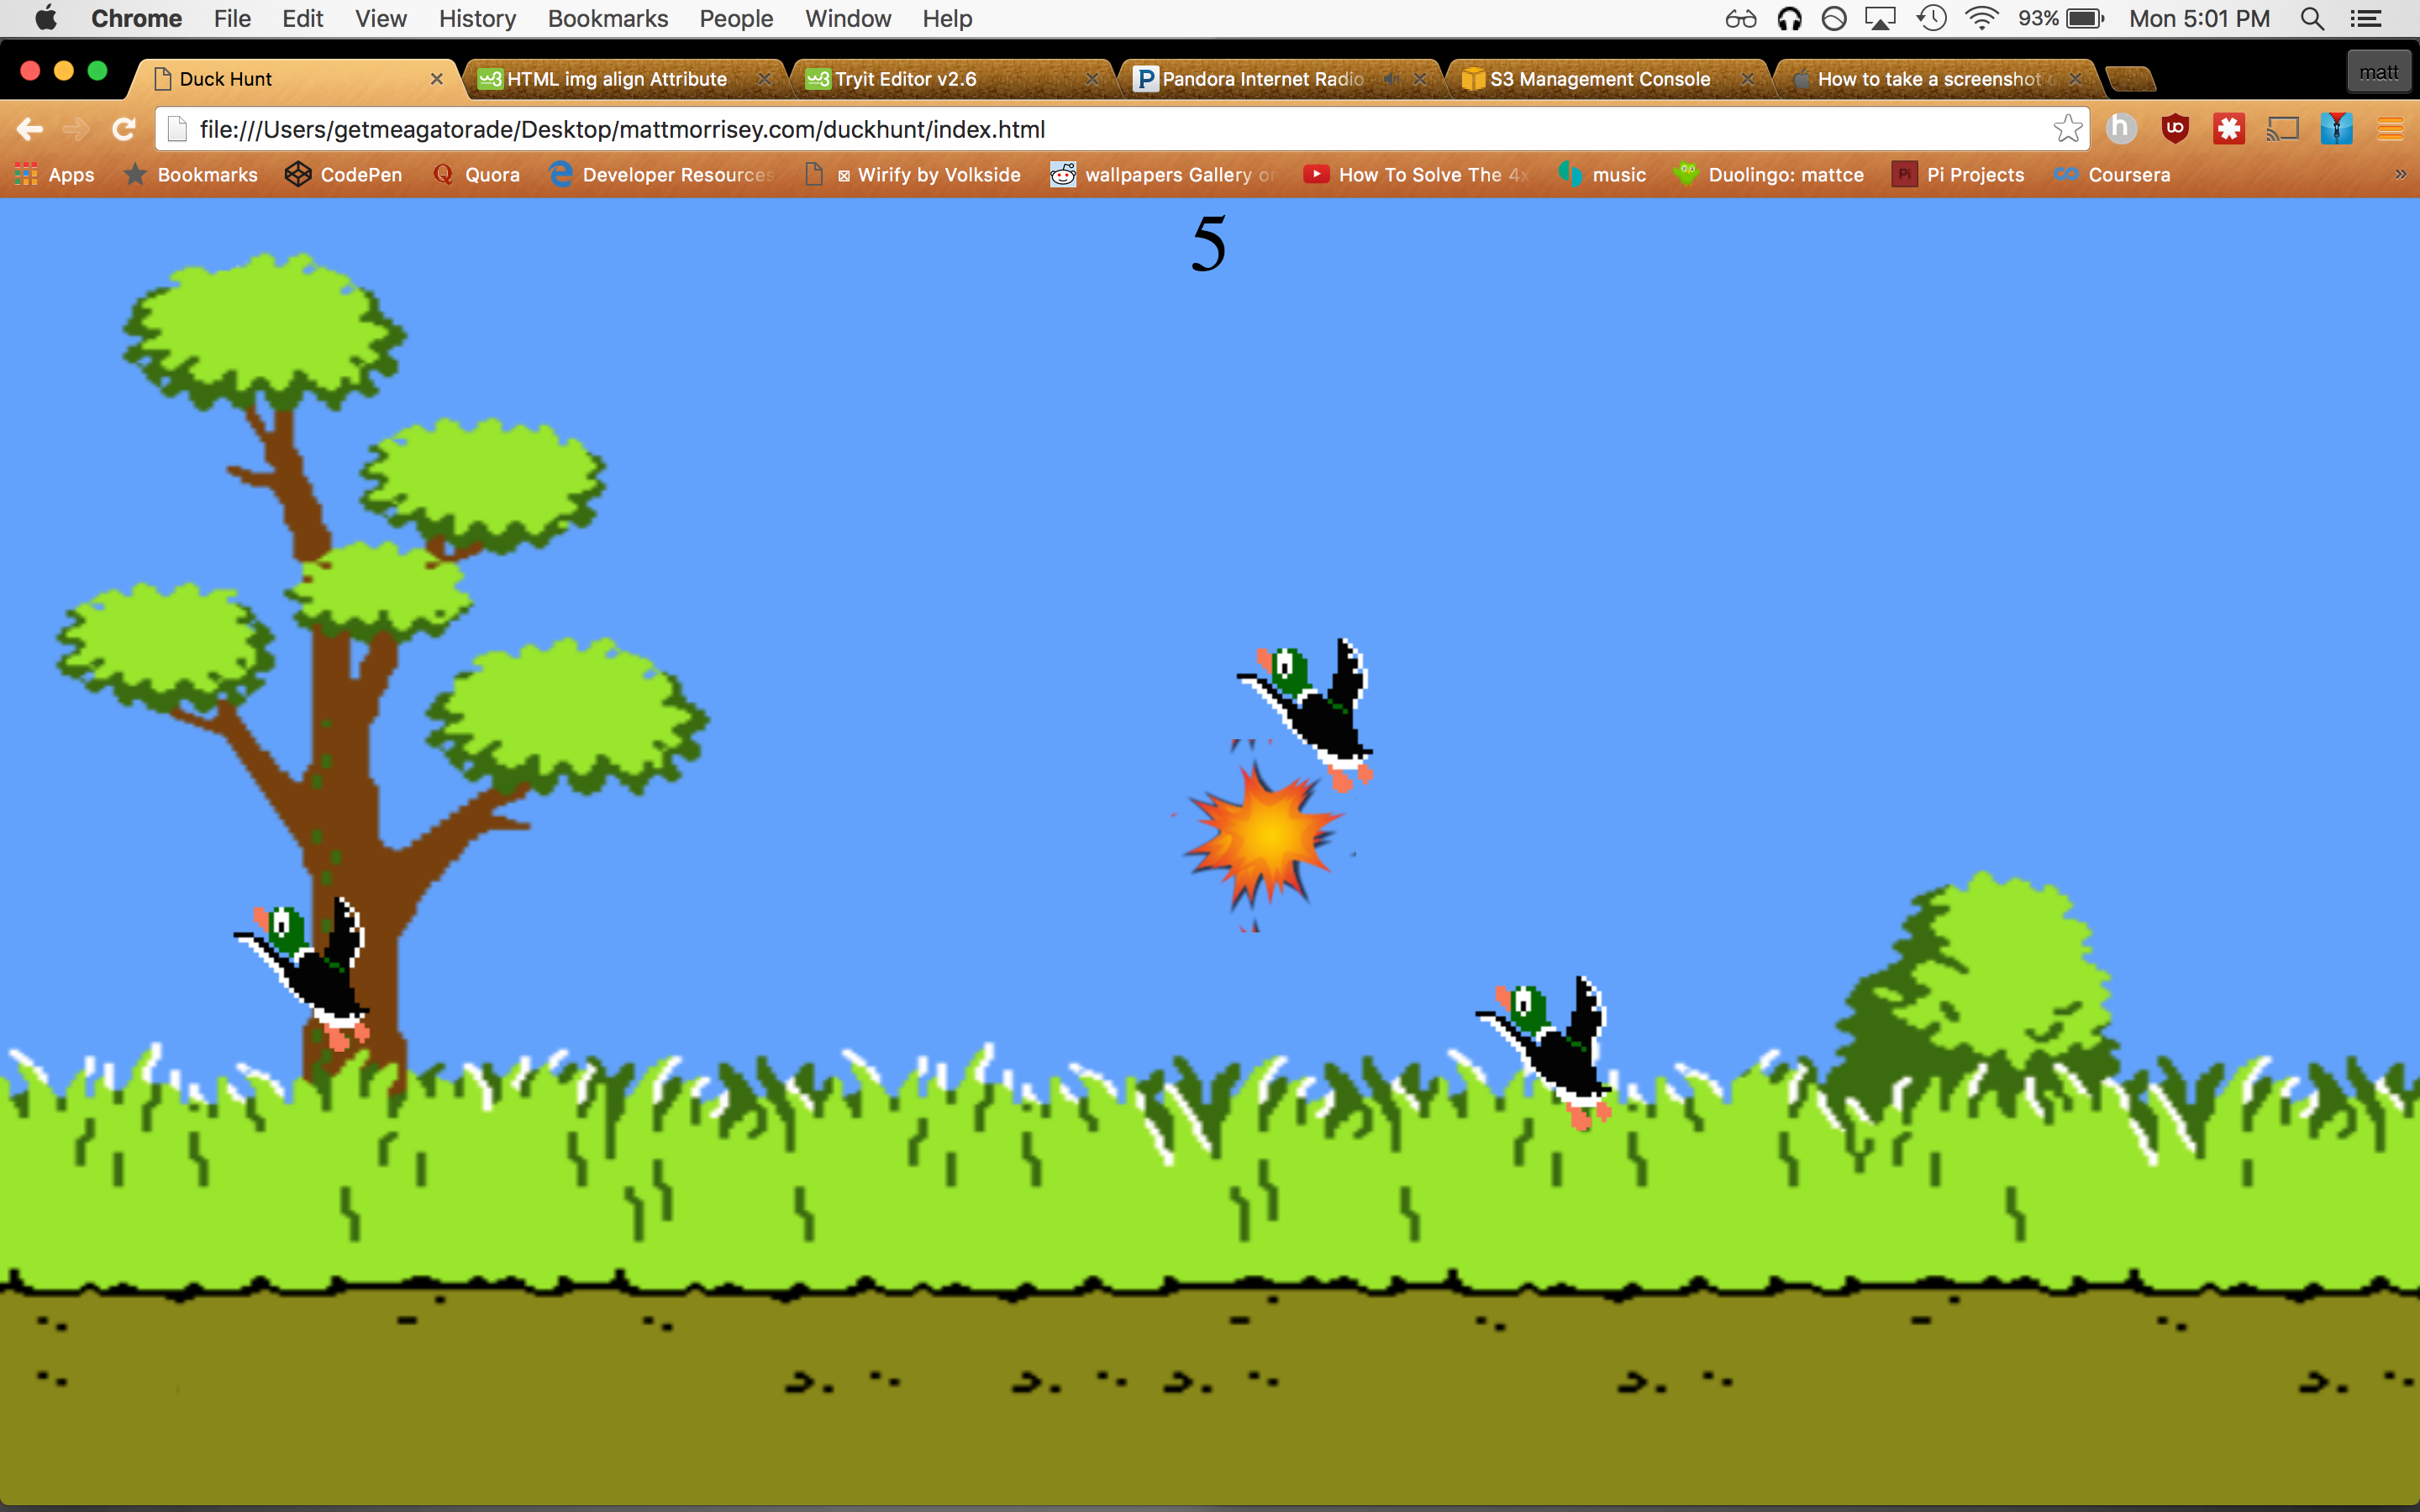 Chrome File Edit View History Bookmarks People Window Help 93% Mon 5:01 PM
Duck Hunt HTML img align Attribute Tryit Editor v2.6 Pandora Internet Radio S3 Management Console How to take a screenshot matt
file:///Users/getmeagatorade/Desktop/mattmorrisey.com/duckhunt/index.html
Apps Bookmarks CodePen Quora Developer Resources Wirify by Volkside wallpapers Gallery or How To Solve The 4x music Duolingo: mattce Pi Projects Coursera »
5